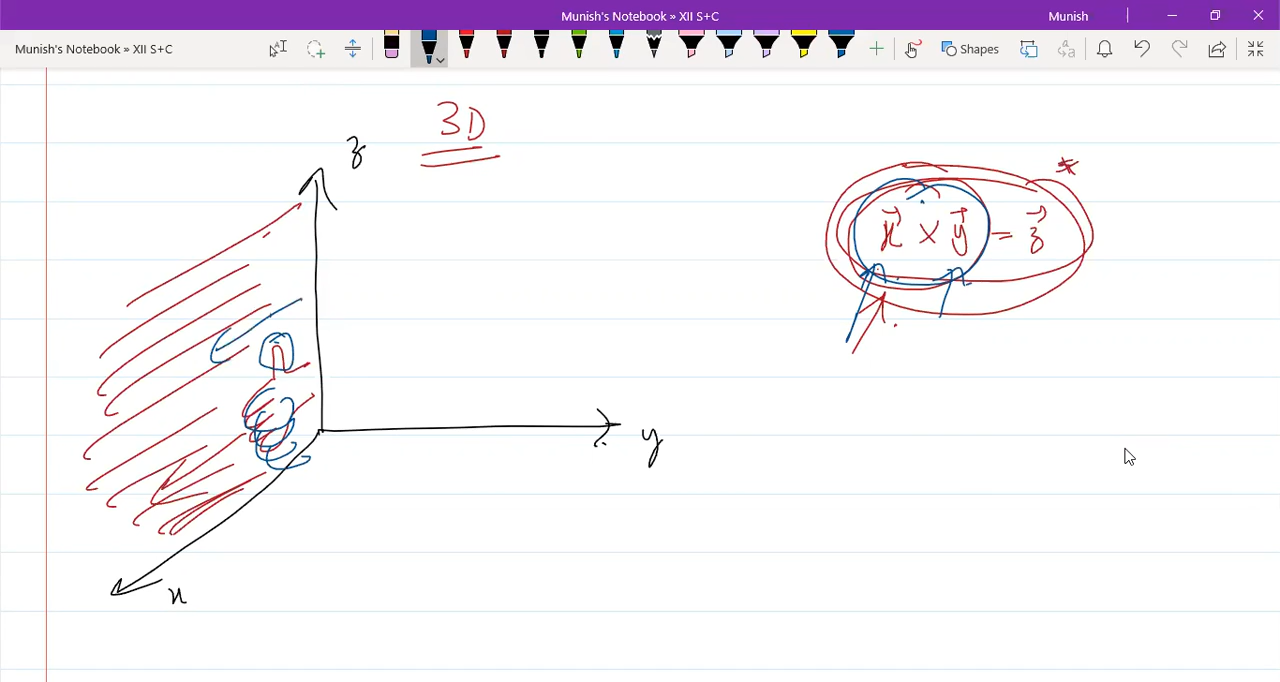 Munish's Notebook » XII S+C
Munish
Munish's Notebook » XII S+C
Shapes
3D
z
x × y = z
y
x